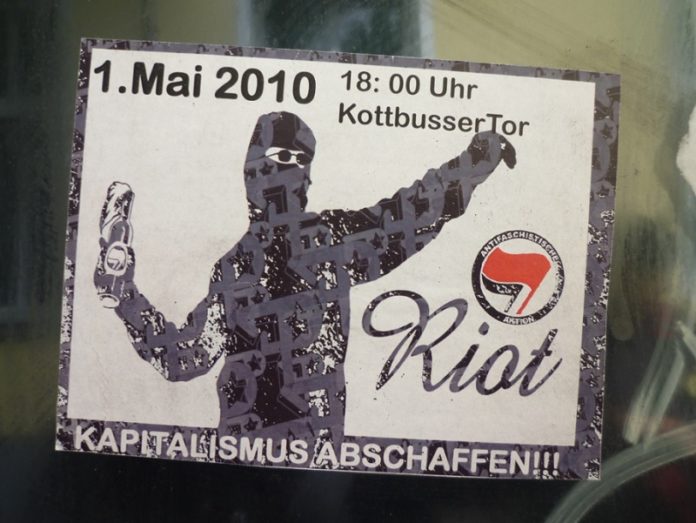 1.Mai 2010
18: 00 Uhr
KottbusserTor
ANTIFASCHISTISCHE
AKTION
Riot
KAPITALISMUS ABSCHAFFEN!!!